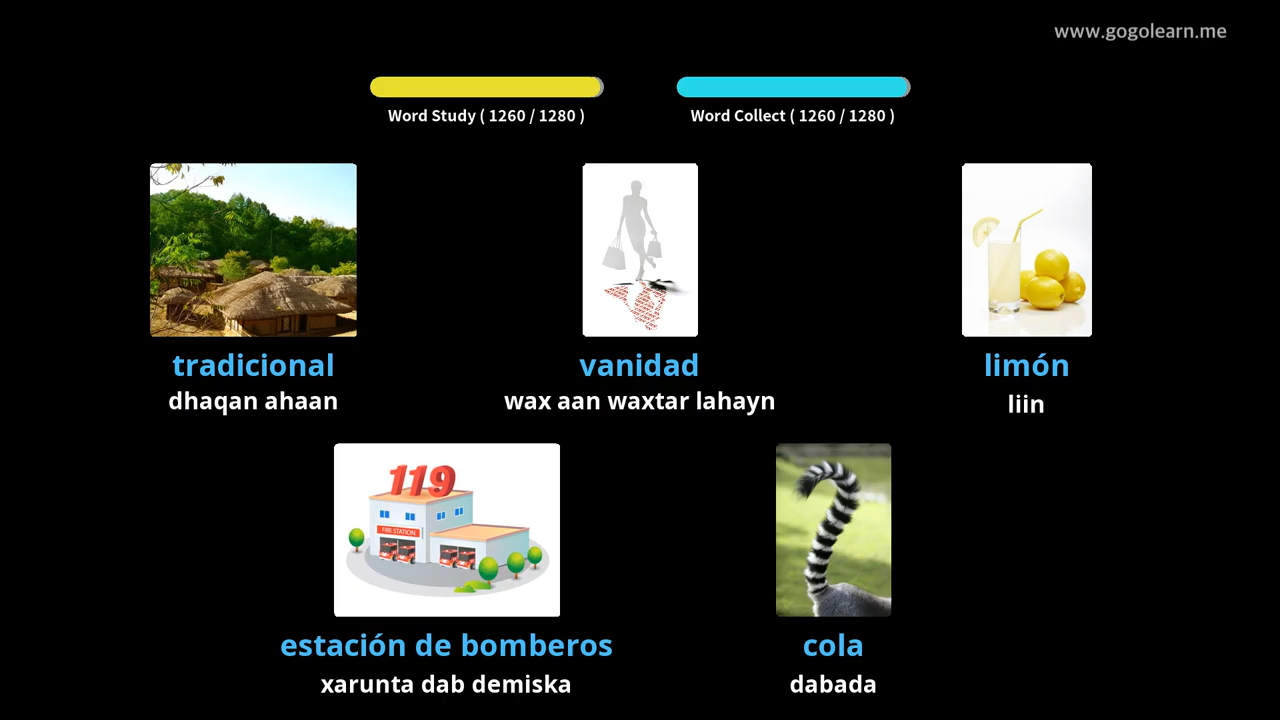 www.gogolearn.me
Word Study ( 1260 / 1280 )
Word Collect ( 1260 / 1280 )
tradicional
dhaqan ahaan
vanidad
wax aan waxtar lahayn
limón
liin
119
FIRE STATION
estación de bomberos
xarunta dab demiska
cola
dabada